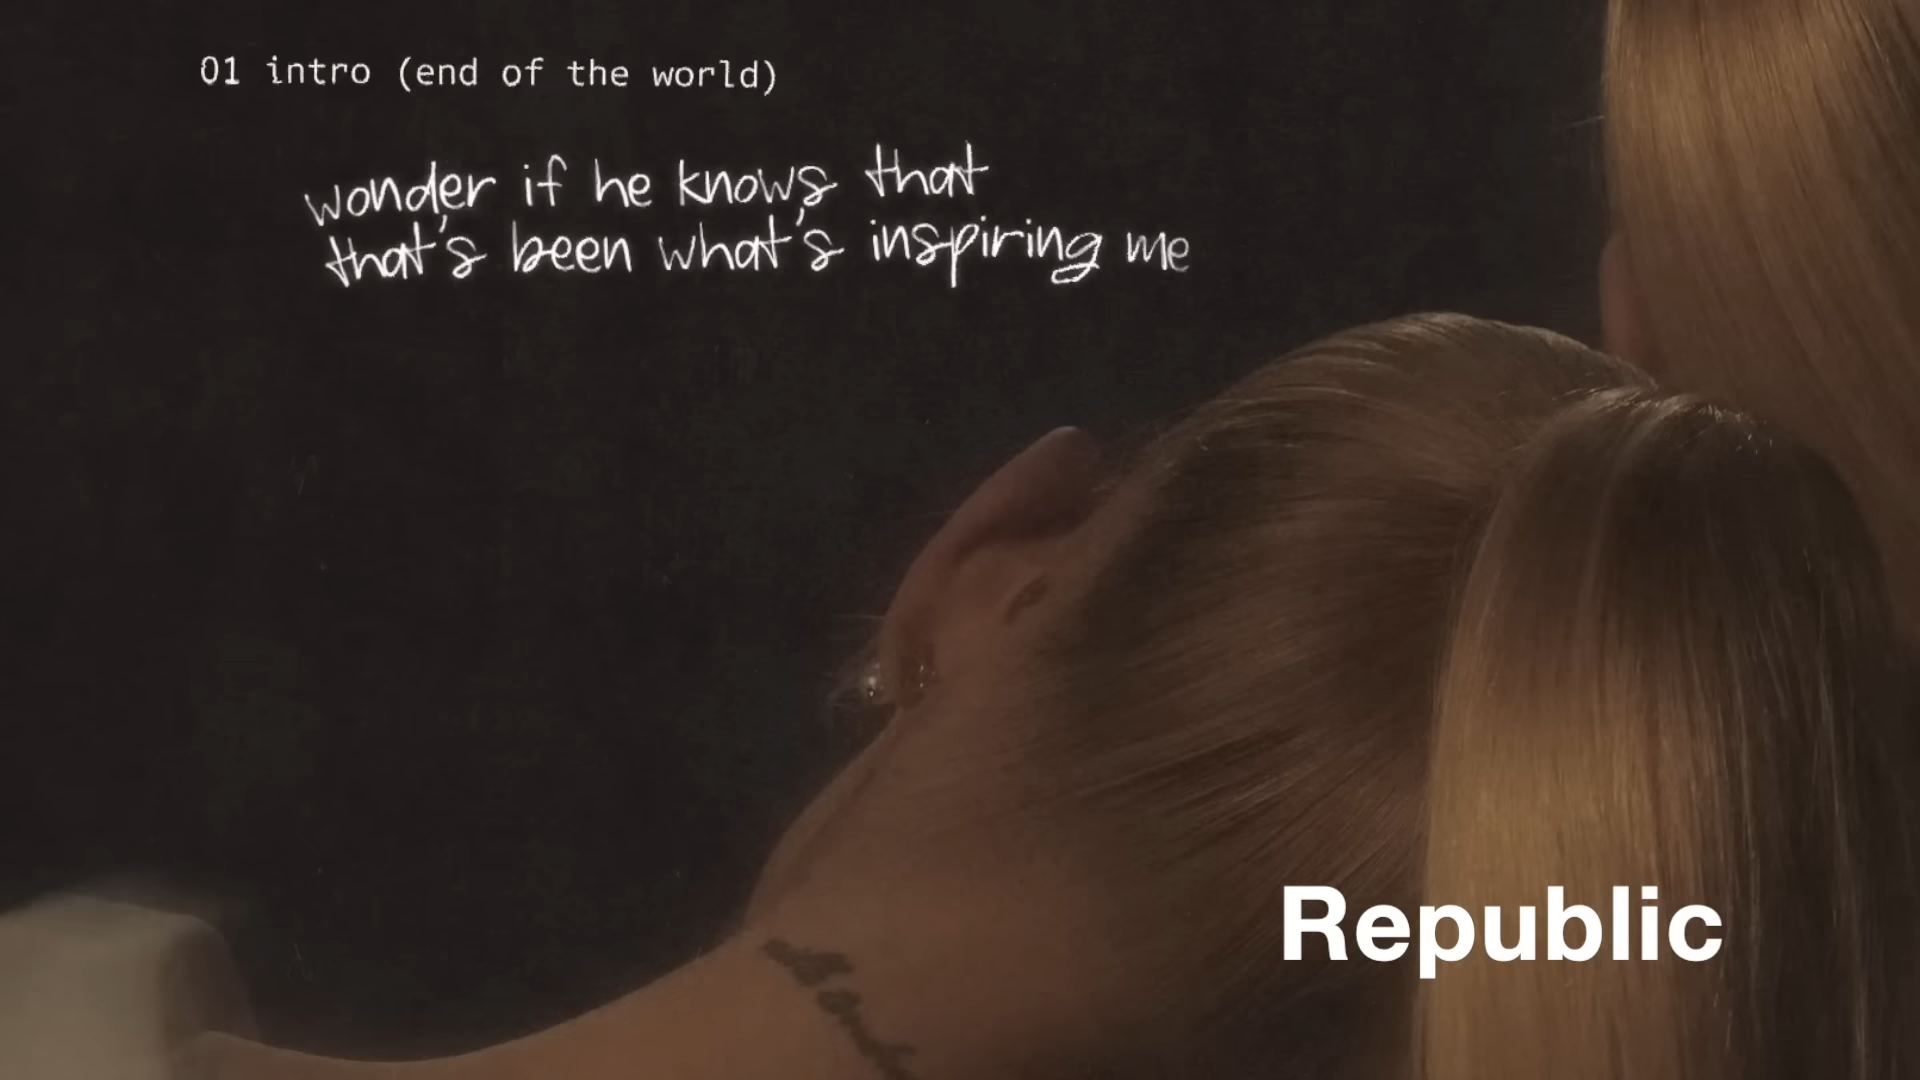 01 intro (end of the world)
wonder if he knows that
that's been what's inspiring me
Republic